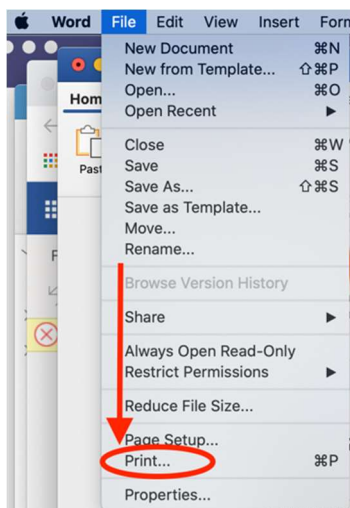 Word File Edit View Insert Form
New Document ⌘N
New from Template... ⇧⌘P
Open... ⌘O
Open Recent ▶
Home
Close ⌘W
Save ⌘S
Past
Save As... ⇧⌘S
Save as Template...
Move...
Rename...
Browse Version History
Share ▶
Always Open Read-Only
Restrict Permissions ▶
Reduce File Size...
Page Setup...
Print... ⌘P
Properties...